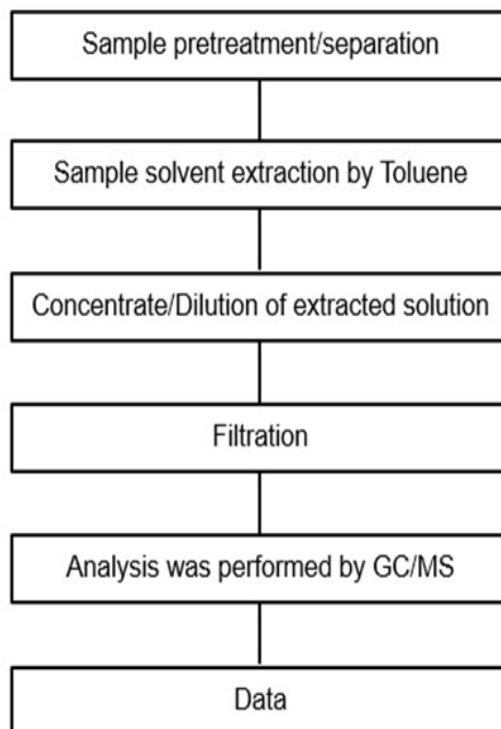 Sample pretreatment/separation
Sample solvent extraction by Toluene
Concentrate/Dilution of extracted solution
Filtration
Analysis was performed by GC/MS
Data